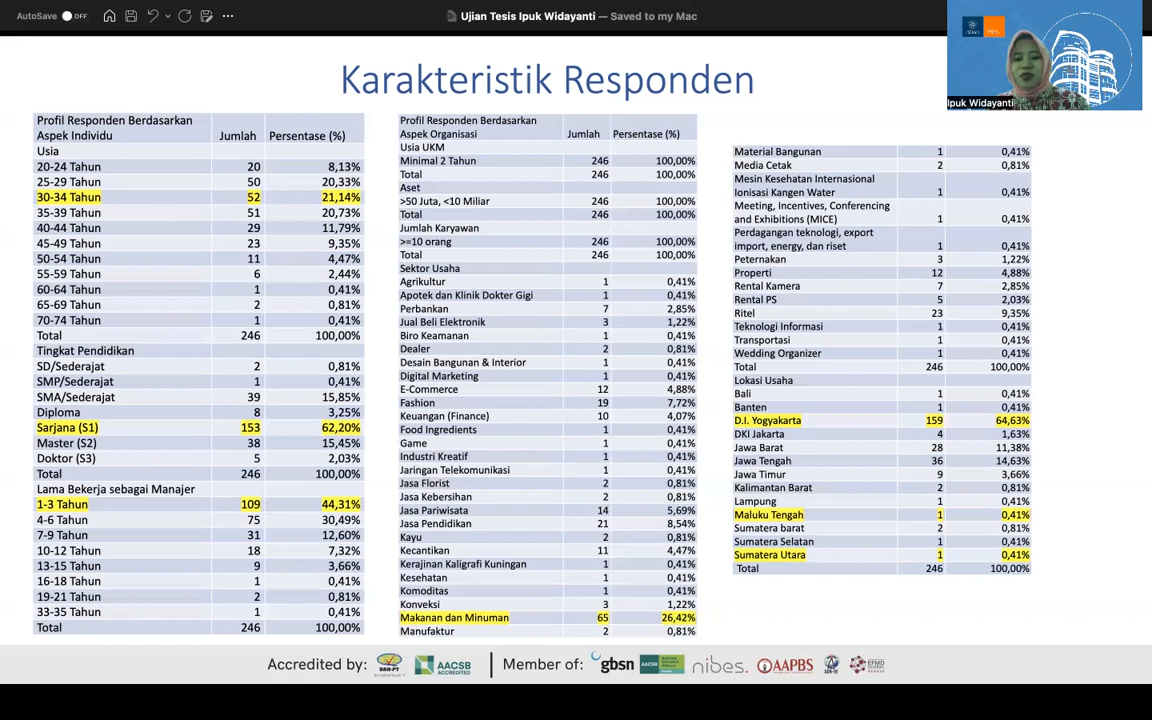 AutoSave OFF
Ujian Tesis Ipuk Widayanti — Saved to my Mac
Ipuk Widayanti
Karakteristik Responden
Profil Responden Berdasarkan
Aspek Individu Jumlah Persentase (%)
Usia
20-24 Tahun 20 8,13%
25-29 Tahun 50 20,33%
30-34 Tahun 52 21,14%
35-39 Tahun 51 20,73%
40-44 Tahun 29 11,79%
45-49 Tahun 23 9,35%
50-54 Tahun 11 4,47%
55-59 Tahun 6 2,44%
60-64 Tahun 1 0,41%
65-69 Tahun 2 0,81%
70-74 Tahun 1 0,41%
Total 246 100,00%
Tingkat Pendidikan
SD/Sederajat 2 0,81%
SMP/Sederajat 1 0,41%
SMA/Sederajat 39 15,85%
Diploma 8 3,25%
Sarjana (S1) 153 62,20%
Master (S2) 38 15,45%
Doktor (S3) 5 2,03%
Total 246 100,00%
Lama Bekerja sebagai Manajer
1-3 Tahun 109 44,31%
4-6 Tahun 75 30,49%
7-9 Tahun 31 12,60%
10-12 Tahun 18 7,32%
13-15 Tahun 9 3,66%
16-18 Tahun 1 0,41%
19-21 Tahun 2 0,81%
33-35 Tahun 1 0,41%
Total 246 100,00%
Profil Responden Berdasarkan
Aspek Organisasi Jumlah Persentase (%)
Usia UKM
Minimal 2 Tahun 246 100,00%
Total 246 100,00%
Aset
>50 Juta, <10 Miliar 246 100,00%
Total 246 100,00%
Jumlah Karyawan
>=10 orang 246 100,00%
Total 246 100,00%
Sektor Usaha
Agrikultur 1 0,41%
Apotek dan Klinik Dokter Gigi 1 0,41%
Perbankan 7 2,85%
Jual Beli Elektronik 3 1,22%
Biro Keamanan 1 0,41%
Dealer 2 0,81%
Desain Bangunan & Interior 1 0,41%
Digital Marketing 1 0,41%
E-Commerce 12 4,88%
Fashion 19 7,72%
Keuangan (Finance) 10 4,07%
Food Ingredients 1 0,41%
Game 1 0,41%
Industri Kreatif 1 0,41%
Jaringan Telekomunikasi 1 0,41%
Jasa Florist 2 0,81%
Jasa Kebersihan 2 0,81%
Jasa Pariwisata 14 5,69%
Jasa Pendidikan 21 8,54%
Kayu 2 0,81%
Kecantikan 11 4,47%
Kerajinan Kaligrafi Kuningan 1 0,41%
Kesehatan 1 0,41%
Komoditas 1 0,41%
Konveksi 3 1,22%
Makanan dan Minuman 65 26,42%
Manufaktur 2 0,81%
Material Bangunan 1 0,41%
Media Cetak 2 0,81%
Mesin Kesehatan Internasional
Ionisasi Kangen Water 1 0,41%
Meeting, Incentives, Conferencing
and Exhibitions (MICE) 1 0,41%
Perdagangan teknologi, export
import, energy, dan riset 1 0,41%
Peternakan 3 1,22%
Properti 12 4,88%
Rental Kamera 7 2,85%
Rental PS 5 2,03%
Ritel 23 9,35%
Teknologi Informasi 1 0,41%
Transportasi 1 0,41%
Wedding Organizer 1 0,41%
Total 246 100,00%
Lokasi Usaha
Bali 1 0,41%
Banten 1 0,41%
D.I. Yogyakarta 159 64,63%
DKI Jakarta 4 1,63%
Jawa Barat 28 11,38%
Jawa Tengah 36 14,63%
Jawa Timur 9 3,66%
Kalimantan Barat 2 0,81%
Lampung 1 0,41%
Maluku Tengah 1 0,41%
Sumatera barat 2 0,81%
Sumatera Selatan 1 0,41%
Sumatera Utara 1 0,41%
Total 246 100,00%
Accredited by: BAN-PT AACSB ACCREDITED Member of: gbsn AACSB nibes. AAPBS EFMD